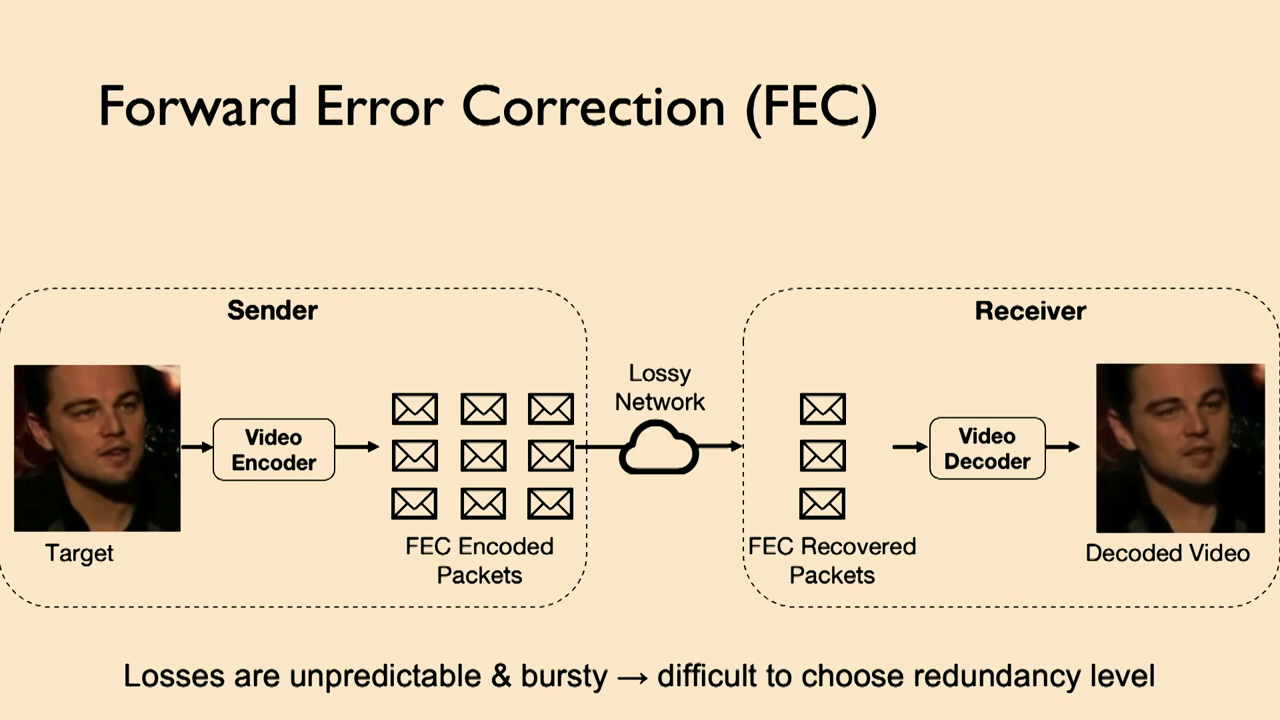 Forward Error Correction (FEC)
Sender
Receiver
Lossy
Network
Video
Encoder
Video
Decoder
Target
FEC Encoded
Packets
FEC Recovered
Packets
Decoded Video
Losses are unpredictable & bursty → difficult to choose redundancy level